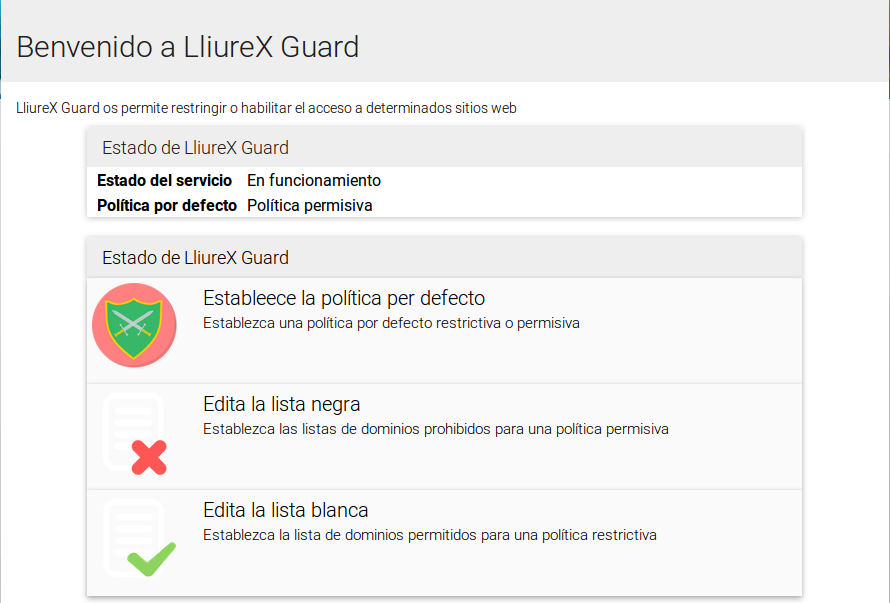 Benvenido a LliureX Guard
LliureX Guard os permite restringir o habilitar el acceso a determinados sitios web
Estado de LliureX Guard
Estado del servicio En funcionamiento
Política por defecto Política permisiva
Estado de LliureX Guard
Estableece la política per defecto
Establezca una política por defecto restrictiva o permisiva
Edita la lista negra
Establezca las listas de dominios prohibidos para una política permisiva
Edita la lista blanca
Establezca la lista de dominios permitidos para una política restrictiva